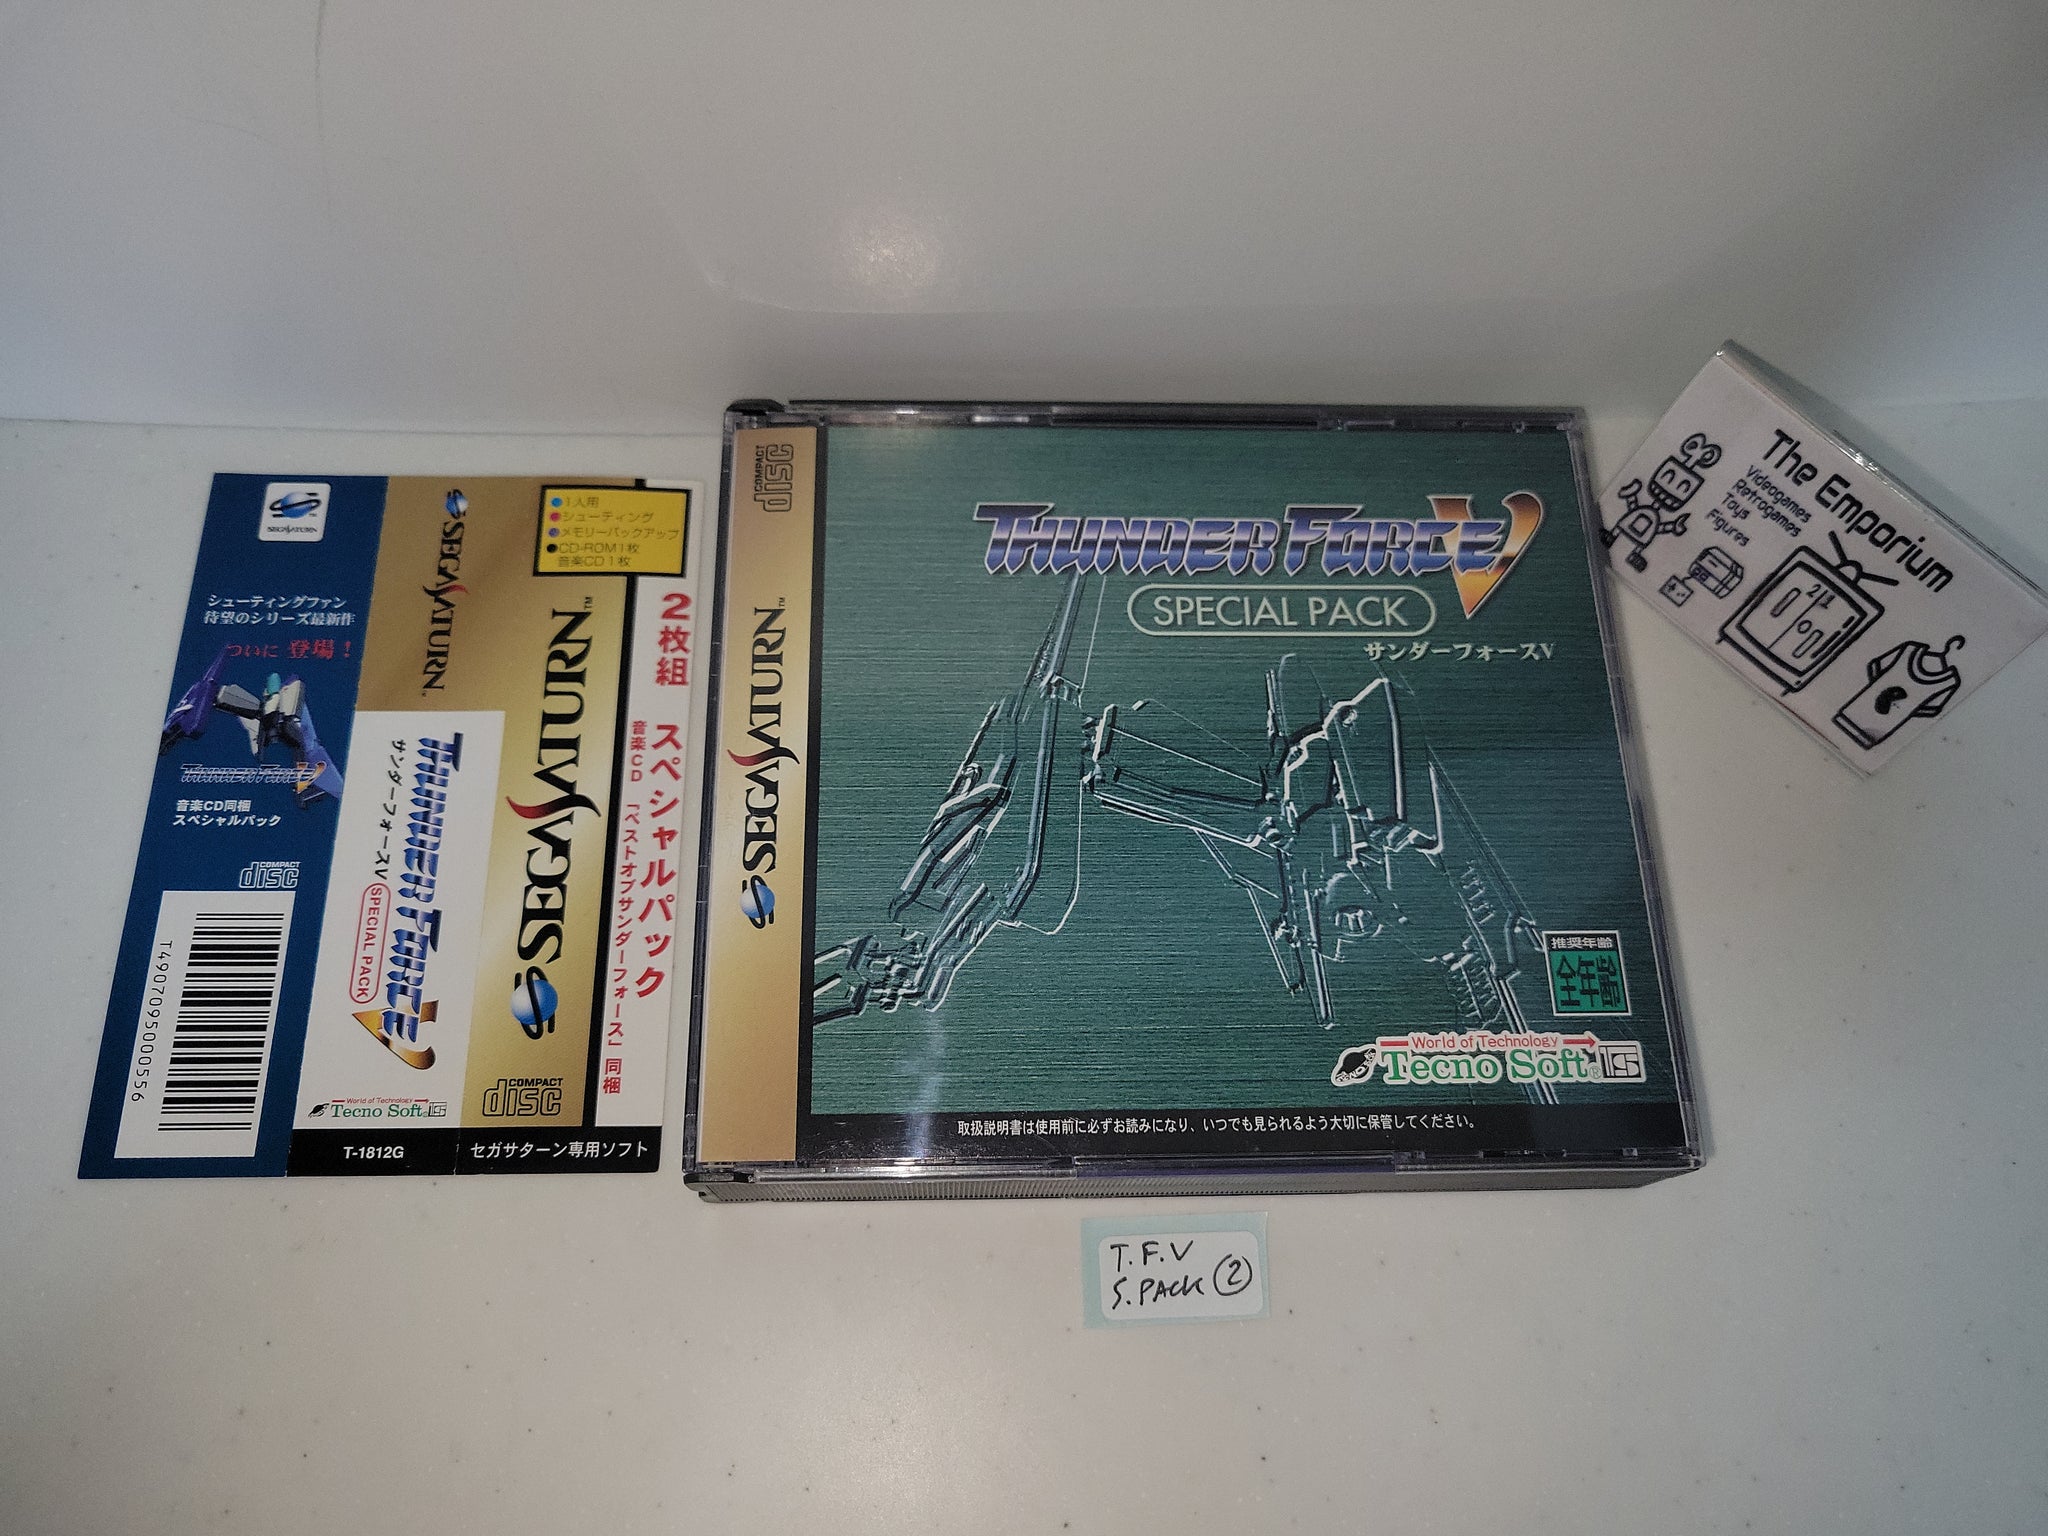 SEGASATURN
シューティングファン
待望のシリーズ最新作
ついに 登場!
THUNDER FORCE V
音楽CD同梱
スペシャルパック
COMPACT
disc
T4907095000556
SEGASATURN
THUNDER FORCE V
サンダーフォースV
SPECIAL PACK
World of Technology
Tecno Soft
T-1812G
●1人用
●シューティング
●メモリーバックアップ
●CD-ROM1枚
音楽CD1枚
SEGASATURN™
COMPACT
disc
セガサターン専用ソフト
2枚組 スペシャルパック
音楽CD「ベストオブサンダーフォース」同梱
COMPACT
disc
SEGASATURN™
THUNDER FORCE V
SPECIAL PACK
サンダーフォースV
推奨年齢
全年齢
World of Technology
Tecno Soft®
取扱説明書は使用前に必ずお読みになり、いつでも見られるよう大切に保管してください。
The Emporium
Videogames
Retrogames
Toys
Figures
T.F.V
S.PACK ②